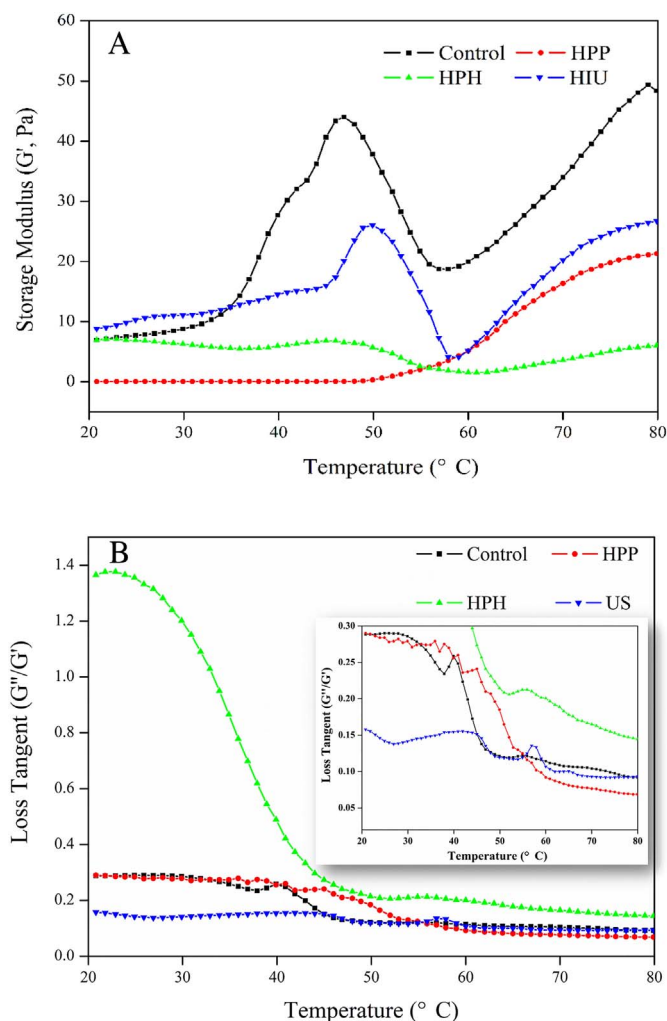 A
Control HPP
HPH HIU
Storage Modulus (G', Pa)
60
50
40
30
20
10
0
20 30 40 50 60 70 80
Temperature (° C)
B
Control HPP
HPH US
Loss Tangent (G"/G')
1.4
1.2
1.0
0.8
0.6
0.4
0.2
0.0
20 30 40 50 60 70 80
Temperature (° C)
Loss Tangent (G"/G')
0.30
0.25
0.20
0.15
0.10
0.05
20 30 40 50 60 70 80
Temperature (° C)